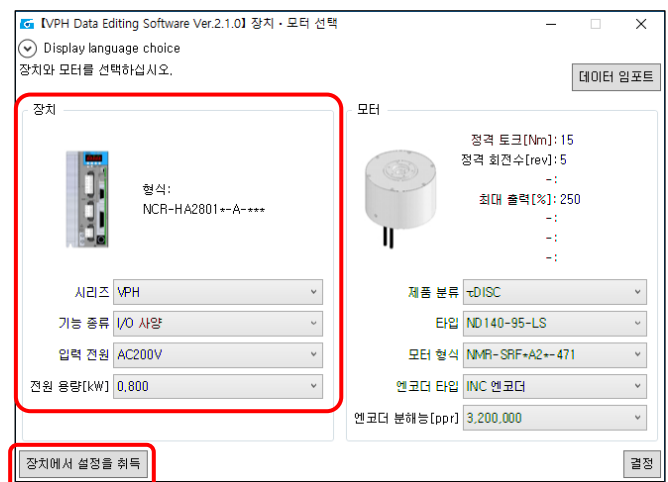 【VPH Data Editing Software Ver.2.1.0】 장치・모터 선택
Display language choice
장치와 모터를 선택하십시오.
데이터 임포트
장치
형식:
NCR-HA2801*-A-***
시리즈 VPH
기능 종류 I/O 사양
입력 전원 AC200V
전원 용량[kW] 0,800
모터
정격 토크[Nm]: 15
정격 회전수[rev]: 5
-:
최대 출력[%]: 250
-:
-:
-:
제품 분류 τDISC
타입 ND140-95-LS
모터 형식 NMR-SRF*A2*-471
엔코더 타입 INC 엔코더
엔코더 분해능[ppr] 3,200,000
장치에서 설정을 취득
결정